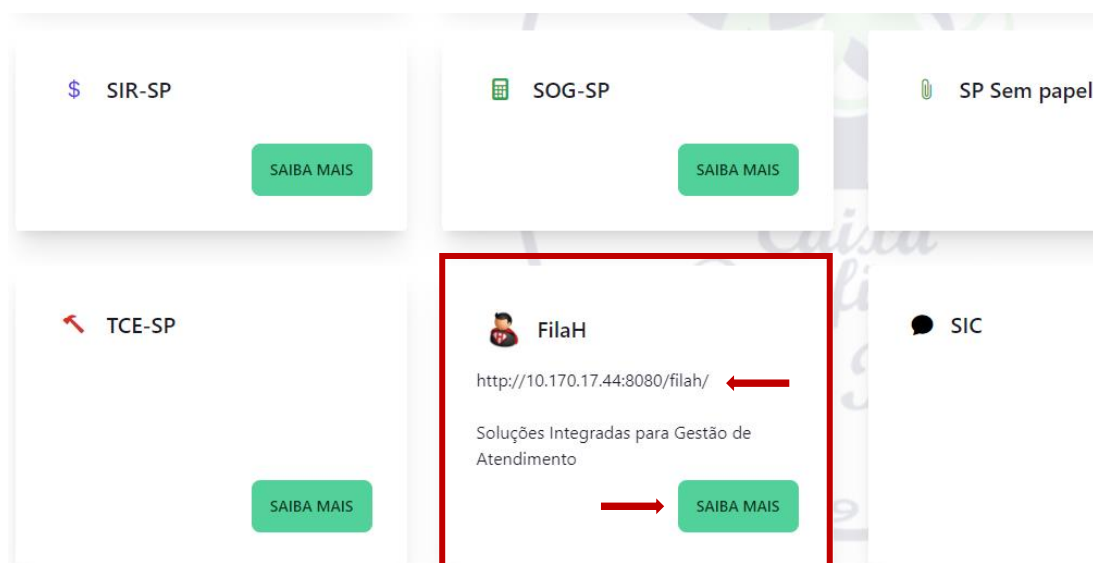 SIR-SP
SAIBA MAIS
SOG-SP
SAIBA MAIS
SP Sem papel
TCE-SP
SAIBA MAIS
FilaH
http://10.170.17.44:8080/filah/
Soluções Integradas para Gestão de
Atendimento
SAIBA MAIS
SIC